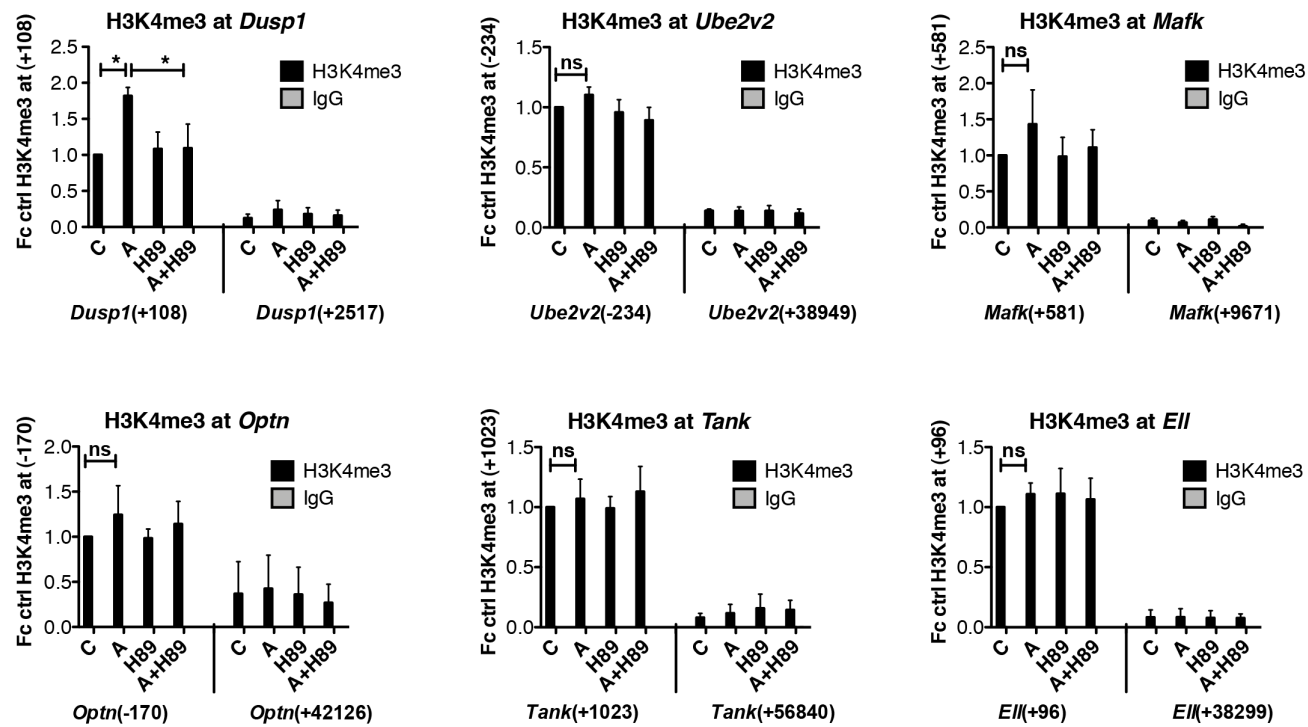 H3K4me3 at Dusp1
Fc ctrl H3K4me3 at (+108)
2.5
2.0
1.5
1.0
0.5
0.0
*
*
H3K4me3
IgG
C
A
H89
A+H89
C
A
H89
A+H89
Dusp1(+108)
Dusp1(+2517)
H3K4me3 at Ube2v2
Fc ctrl H3K4me3 at (-234)
1.5
1.0
0.5
0.0
ns
H3K4me3
IgG
C
A
H89
A+H89
C
A
H89
A+H89
Ube2v2(-234)
Ube2v2(+38949)
H3K4me3 at Mafk
Fc ctrl H3K4me3 at (+581)
2.5
2.0
1.5
1.0
0.5
0.0
ns
H3K4me3
IgG
C
A
H89
A+H89
C
A
H89
A+H89
Mafk(+581)
Mafk(+9671)
H3K4me3 at Optn
Fc ctrl H3K4me3 at (-170)
2.0
1.5
1.0
0.5
0.0
ns
H3K4me3
IgG
C
A
H89
A+H89
C
A
H89
A+H89
Optn(-170)
Optn(+42126)
H3K4me3 at Tank
Fc ctrl H3K4me3 at (+1023)
1.5
1.0
0.5
0.0
ns
H3K4me3
IgG
C
A
H89
A+H89
C
A
H89
A+H89
Tank(+1023)
Tank(+56840)
H3K4me3 at Ell
Fc ctrl H3K4me3 at (+96)
1.5
1.0
0.5
0.0
ns
H3K4me3
IgG
C
A
H89
A+H89
C
A
H89
A+H89
Ell(+96)
Ell(+38299)